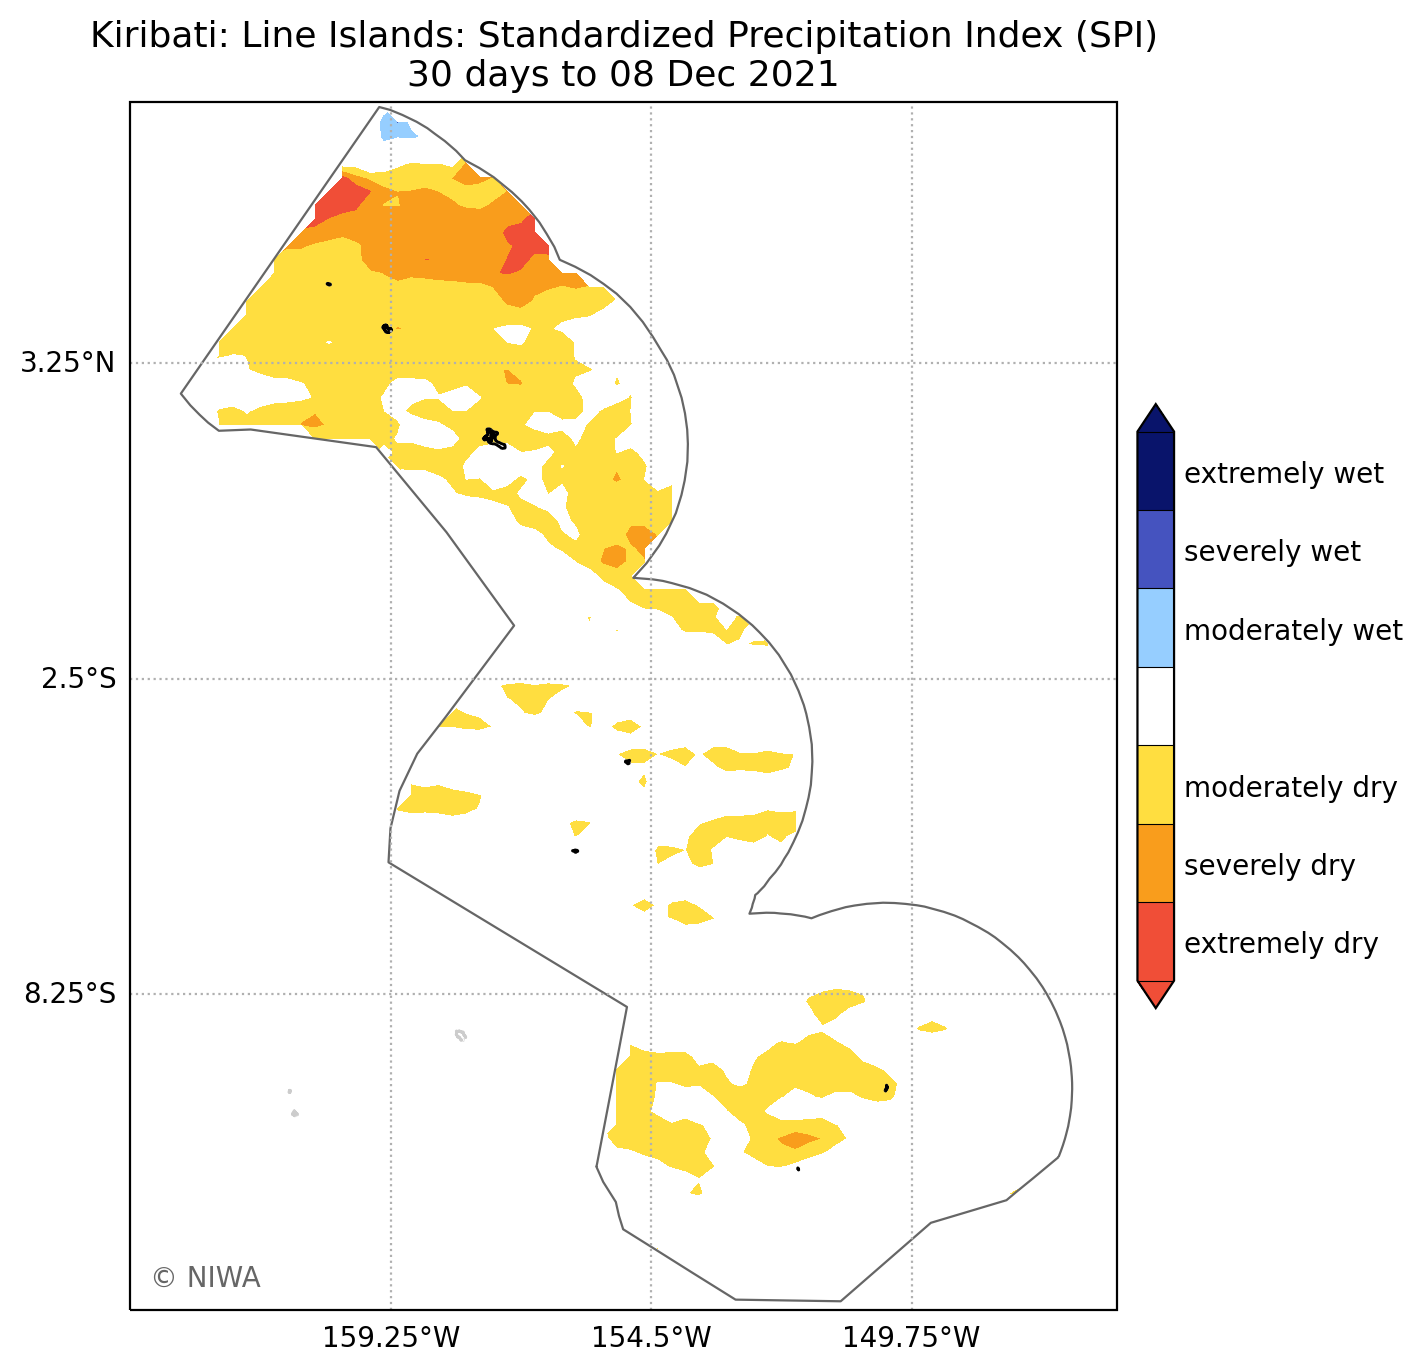 Kiribati: Line Islands: Standardized Precipitation Index (SPI)
30 days to 08 Dec 2021
3.25°N
2.5°S
8.25°S
159.25°W
154.5°W
149.75°W
extremely wet
severely wet
moderately wet
moderately dry
severely dry
extremely dry
© NIWA